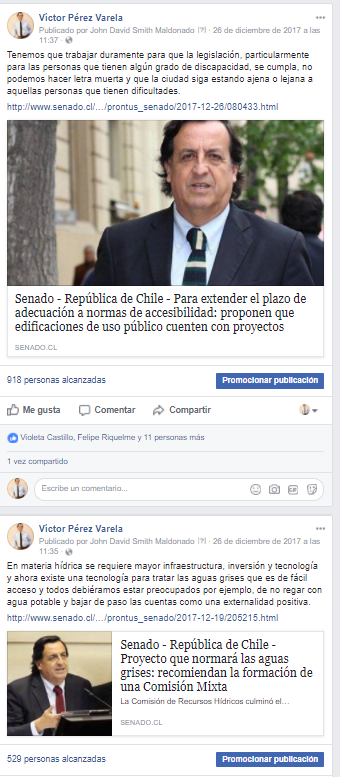 Víctor Pérez Varela
Publicado por John David Smith Maldonado [?] · 26 de diciembre de 2017 a las
11:37 ·
Tenemos que trabajar duramente para que la legislación, particularmente
para las personas que tienen algún grado de discapacidad, se cumpla, no
podemos hacer letra muerta y que la ciudad siga estando ajena o lejana a
aquellas personas que tienen dificultades.
http://www.senado.cl/…/prontus_senado/2017-12-26/080433.html
Senado - República de Chile - Para extender el plazo de
adecuación a normas de accesibilidad: proponen que
edificaciones de uso público cuenten con proyectos
SENADO.CL
918 personas alcanzadas
Promocionar publicación
Me gusta Comentar Compartir
Violeta Castillo, Felipe Riquelme y 11 personas más
1 vez compartido
Escribe un comentario...
GIF
Víctor Pérez Varela
Publicado por John David Smith Maldonado [?] · 26 de diciembre de 2017 a las
11:35 ·
En materia hídrica se requiere mayor infraestructura, inversión y tecnología
y ahora existe una tecnología para tratar las aguas grises que es de fácil
acceso y todos debiéramos estar preocupados por ejemplo, de no regar con
agua potable y bajar de paso las cuentas como una externalidad positiva.
http://www.senado.cl/…/prontus_senado/2017-12-19/205215.html
Senado - República de Chile -
Proyecto que normará las aguas
grises: recomiendan la formación de
una Comisión Mixta
La Comisión de Recursos Hídricos culminó el…
SENADO.CL
529 personas alcanzadas
Promocionar publicación